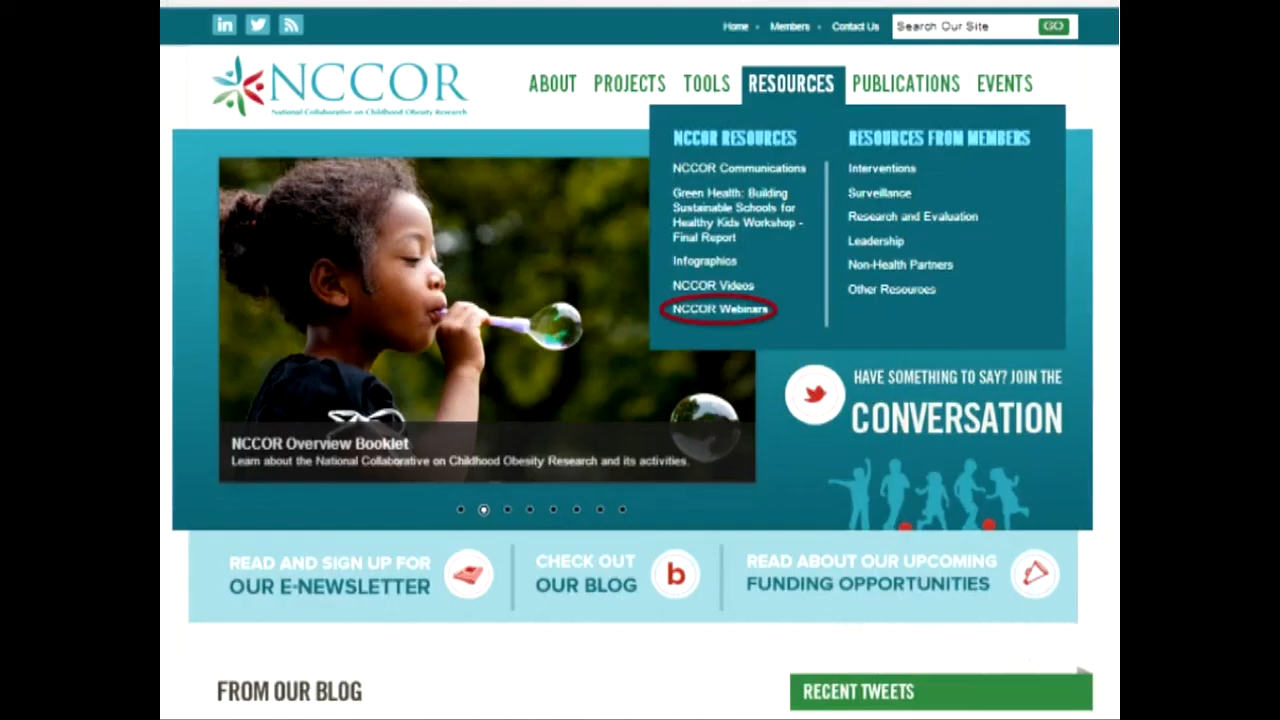 in
Home • Members • Contact Us
Search Our Site
GO
NCCOR
National Collaborative on Childhood Obesity Research
ABOUT PROJECTS TOOLS RESOURCES PUBLICATIONS EVENTS
NCCOR RESOURCES
NCCOR Communications
Green Health: Building
Sustainable Schools for
Healthy Kids Workshop -
Final Report
Infographics
NCCOR Videos
NCCOR Webinars
RESOURCES FROM MEMBERS
Interventions
Surveillance
Research and Evaluation
Leadership
Non-Health Partners
Other Resources
NCCOR Overview Booklet
Learn about the National Collaborative on Childhood Obesity Research and its activities.
HAVE SOMETHING TO SAY? JOIN THE
CONVERSATION
READ AND SIGN UP FOR
OUR E-NEWSLETTER
CHECK OUT
OUR BLOG
b
READ ABOUT OUR UPCOMING
FUNDING OPPORTUNITIES
FROM OUR BLOG
RECENT TWEETS